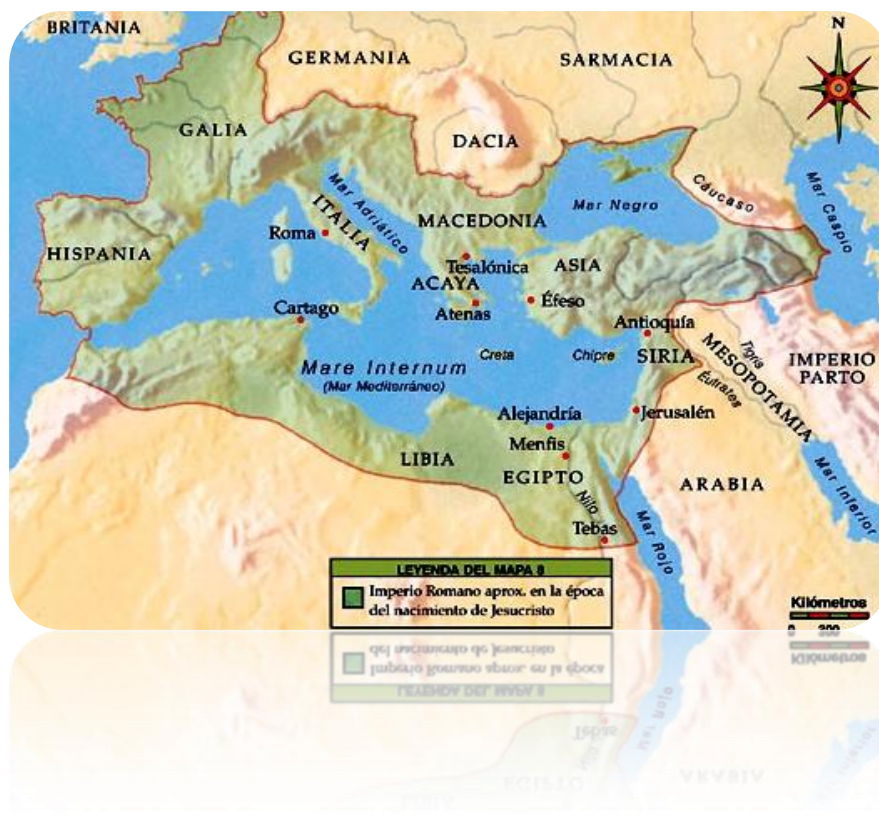 BRITANIA
GERMANIA
SARMACIA
N
GALIA
DACIA
Mar Caspio
Cáucaso
Mar Adriático
ITALIA
Mar Negro
MACEDONIA
Roma
HISPANIA
Tesalónica
ASIA
ACAYA
Éfeso
Cartago
Atenas
Antioquía
MESOPOTAMIA
Tigris
Creta
Chipre
SIRIA
IMPERIO
PARTO
Mare Internum
(Mar Mediterráneo)
Éufrates
Alejandría
Jerusalén
Menfis
LIBIA
EGIPTO
ARABIA
Mar Inferior
Nilo
Mar Rojo
Tebas
LEYENDA DEL MAPA 8
Imperio Romano aprox. en la época
del nacimiento de Jesucristo
Kilómetros
0 300